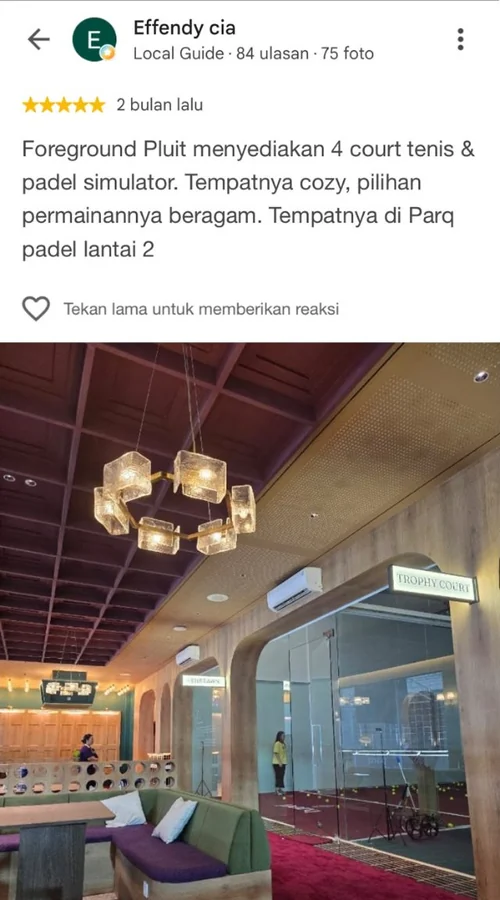 Effendy cia
E
Local Guide · 84 ulasan · 75 foto
★★★★★ 2 bulan lalu
Foreground Pluit menyediakan 4 court tenis &
padel simulator. Tempatnya cozy, pilihan
permainannya beragam. Tempatnya di Parq
padel lantai 2
Tekan lama untuk memberikan reaksi
TROPHY COURT